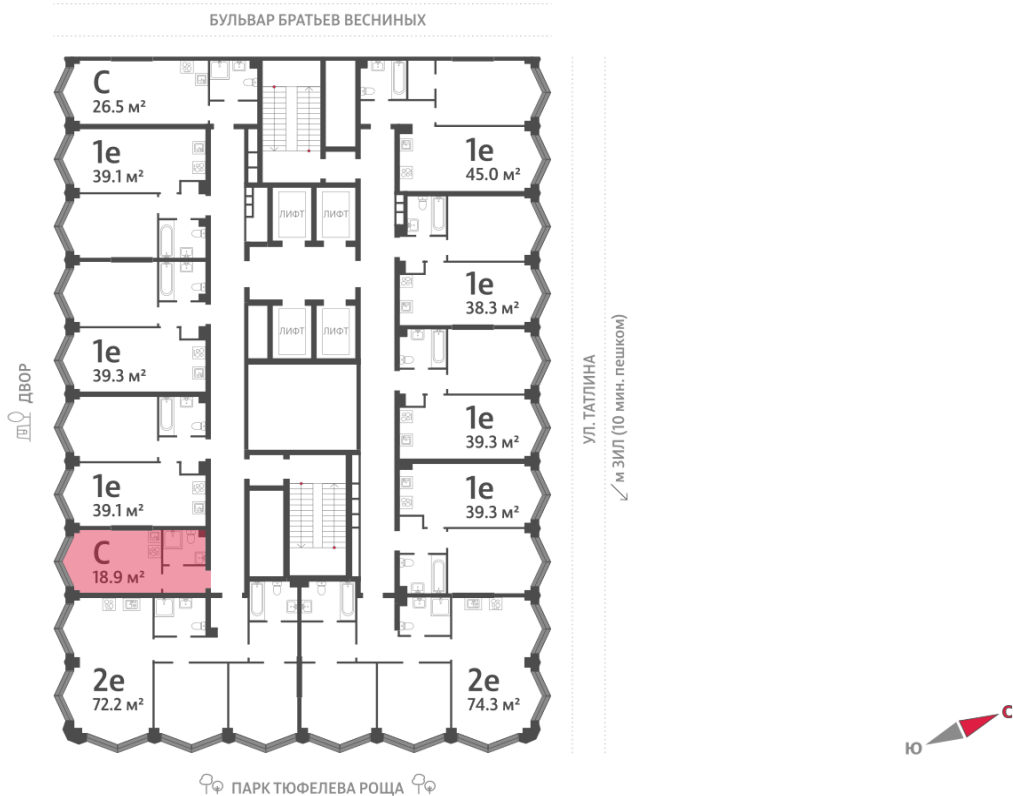 БУЛЬВАР БРАТЬЕВ ВЕСНИНЫХ
С
26.5 м²
1е
39.1 м²
1е
45.0 м²
ЛИФТ
ЛИФТ
1е
38.3 м²
ЛИФТ
ЛИФТ
1е
39.3 м²
ДВОР
УЛ. ТАТЛИНА
м ЗИЛ (10 мин. пешком)
1е
39.3 м²
1е
39.1 м²
1е
39.3 м²
С
18.9 м²
2е
72.2 м²
2е
74.3 м²
С
Ю
ПАРК ТЮФЕЛЕВА РОЩА